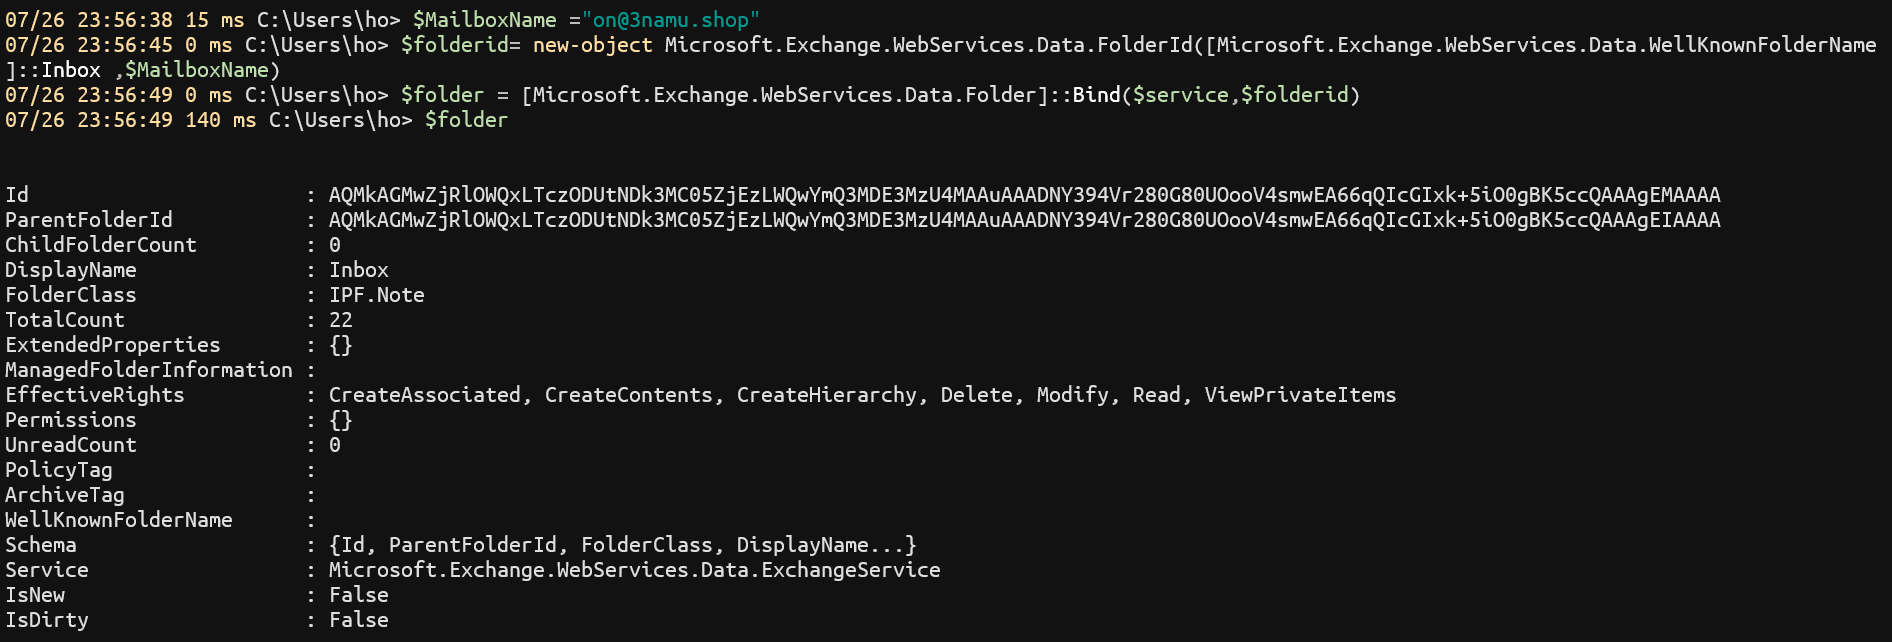 07/26 23:56:38 15 ms C:\Users\ho> $MailboxName ="on@3namu.shop"
07/26 23:56:45 0 ms C:\Users\ho> $folderid= new-object Microsoft.Exchange.WebServices.Data.FolderId([Microsoft.Exchange.WebServices.Data.WellKnownFolderName
]::Inbox ,$MailboxName)
07/26 23:56:49 0 ms C:\Users\ho> $folder = [Microsoft.Exchange.WebServices.Data.Folder]::Bind($service,$folderid)
07/26 23:56:49 140 ms C:\Users\ho> $folder
Id                       : AQMkAGMwZjRlOWQxLTczODUtNDk3MC05ZjEzLWQwYmQ3MDE3MzU4MAAuAAADNY394Vr280G80UOooV4smwEA66qQIcGIxk+5iO0gBK5ccQAAAgEMAAAA
ParentFolderId           : AQMkAGMwZjRlOWQxLTczODUtNDk3MC05ZjEzLWQwYmQ3MDE3MzU4MAAuAAADNY394Vr280G80UOooV4smwEA66qQIcGIxk+5iO0gBK5ccQAAAgEIAAAA
ChildFolderCount         : 0
DisplayName              : Inbox
FolderClass              : IPF.Note
TotalCount               : 22
ExtendedProperties       : {}
ManagedFolderInformation :
EffectiveRights          : CreateAssociated, CreateContents, CreateHierarchy, Delete, Modify, Read, ViewPrivateItems
Permissions              : {}
UnreadCount              : 0
PolicyTag                :
ArchiveTag               :
WellKnownFolderName      :
Schema                   : {Id, ParentFolderId, FolderClass, DisplayName...}
Service                  : Microsoft.Exchange.WebServices.Data.ExchangeService
IsNew                    : False
IsDirty                  : False